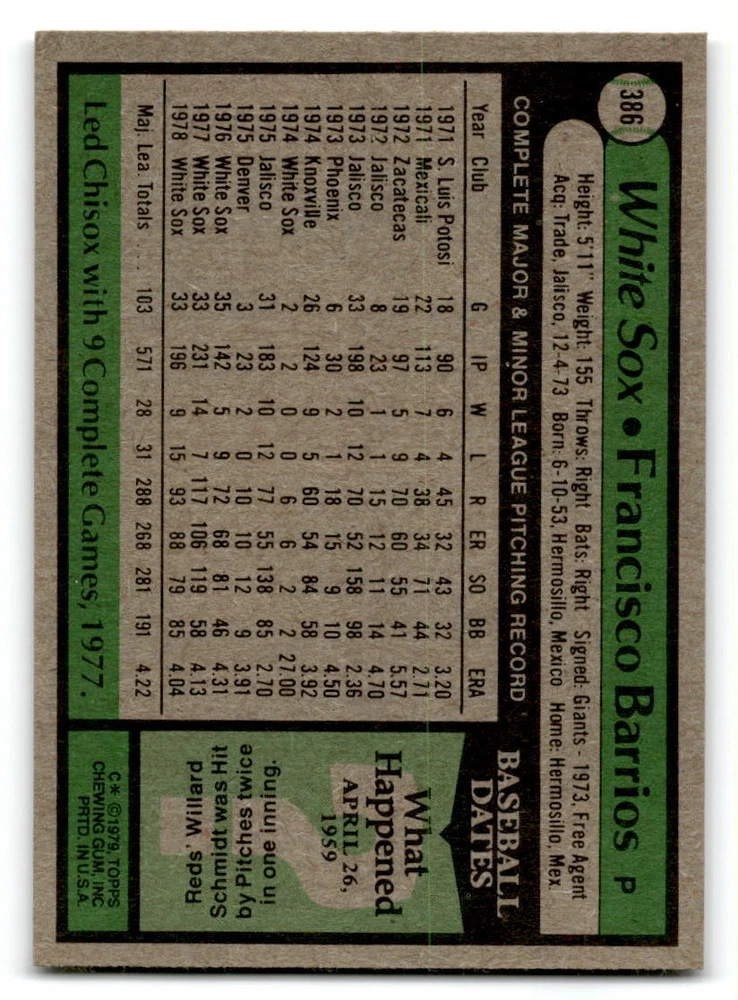 386
White Sox • Francisco Barrios P
Height: 5'11" Weight: 155 Throws: Right Bats: Right Signed: Giants - 1973. Free Agent
Acq: Trade, Jalisco, 12-4-73 Born: 6-10-53, Hermosillo, Mexico Home: Hermosillo, Mex.
COMPLETE MAJOR & MINOR LEAGUE PITCHING RECORD
Year Club G IP W L R ER SO BB ERA
1971 S. Luis Potosi 18 90 6 4 45 32 43 32 3.20
1971 Mexicali 22 113 7 4 38 34 71 44 2.71
1972 Zacatecas 19 97 5 9 70 60 55 41 5.57
1972 Jalisco 8 23 1 1 15 12 11 14 4.70
1973 Jalisco 33 198 10 12 70 52 158 98 2.36
1973 Phoenix 6 30 2 1 18 15 9 10 4.50
1974 Knoxville 26 124 9 5 60 54 84 58 3.92
1974 White Sox 2 2 0 0 6 6 2 2 27.00
1975 Jalisco 31 183 10 12 77 55 138 85 2.70
1975 Denver 3 23 2 0 10 10 12 9 3.91
1976 White Sox 35 142 5 9 72 68 81 46 4.31
1977 White Sox 33 231 14 7 117 106 119 58 4.13
1978 White Sox 33 196 9 15 93 88 79 85 4.04
Maj. Lea. Totals .... 103 571 28 31 288 268 281 191 4.22
Led Chisox with 9 Complete Games, 1977.
BASEBALL
DATES
What
Happened
APRIL 26,
1959
Reds' Willard
Schmidt was Hit
by Pitches twice
in one inning.
C* ©1979, TOPPS
CHEWING GUM, INC
PRTD. IN U.S.A.